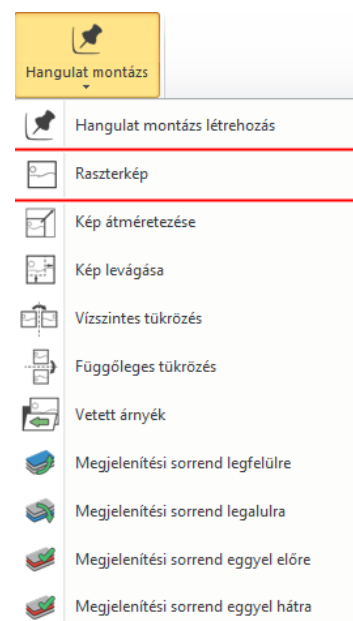 Hangulat montázs
Hangulat montázs létrehozás
Raszterkép
Kép átméretezése
Kép levágása
Vízszintes tükrözés
Függőleges tükrözés
Vetett árnyék
Megjelenítési sorrend legfelülre
Megjelenítési sorrend legalulra
Megjelenítési sorrend eggyel előre
Megjelenítési sorrend eggyel hátra